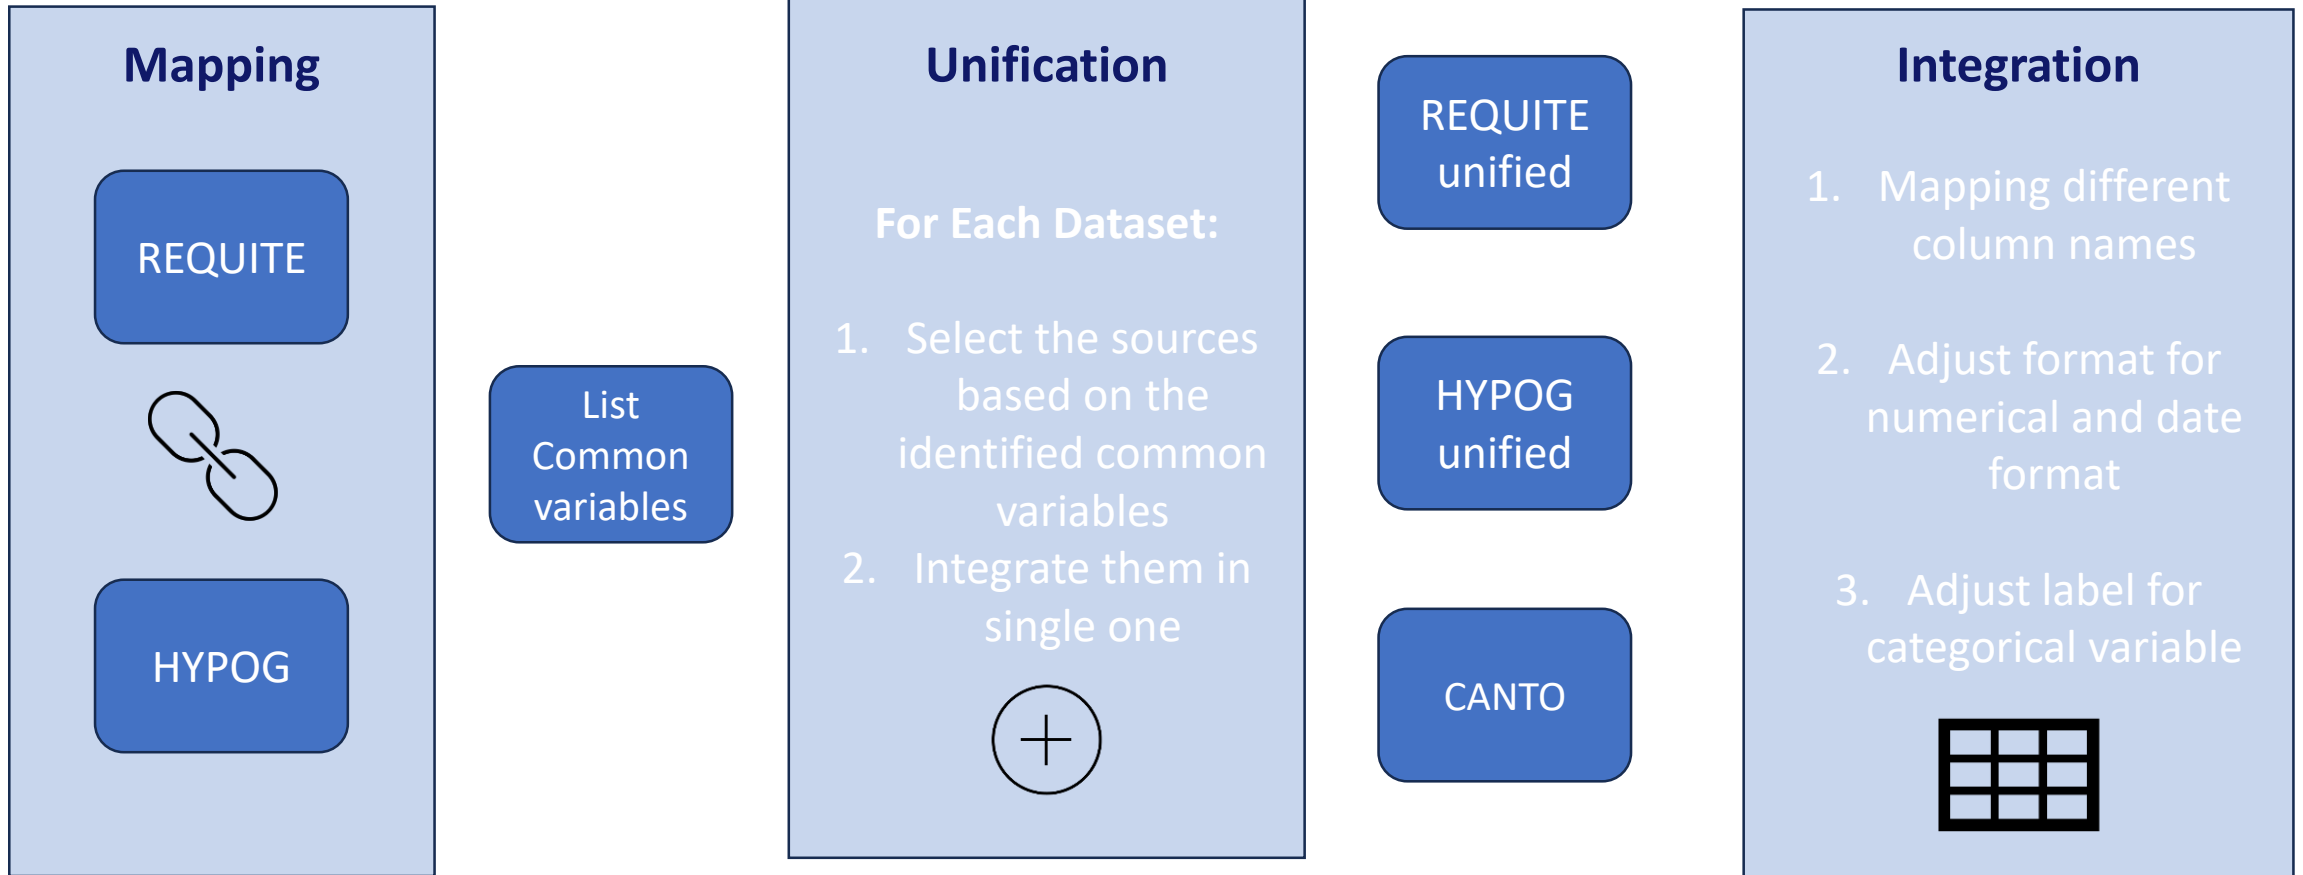 Mapping
REQUITE
HYPOG
List
Common
variables
Unification
For Each Dataset:
1. Select the sources
based on the
identified common
variables
2. Integrate them in
single one
REQUITE
unified
HYPOG
unified
CANTO
Integration
1. Mapping different
column names
2. Adjust format for
numerical and date
format
3. Adjust label for
categorical variable